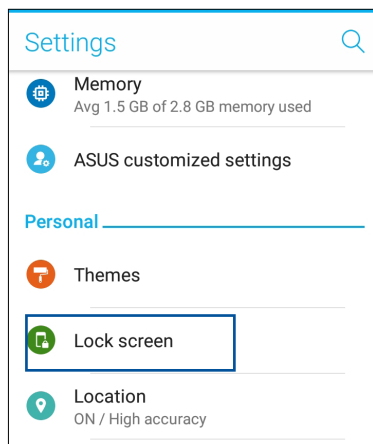 Settings
Memory
Avg 1.5 GB of 2.8 GB memory used
ASUS customized settings
Personal
Themes
Lock screen
Location
ON / High accuracy